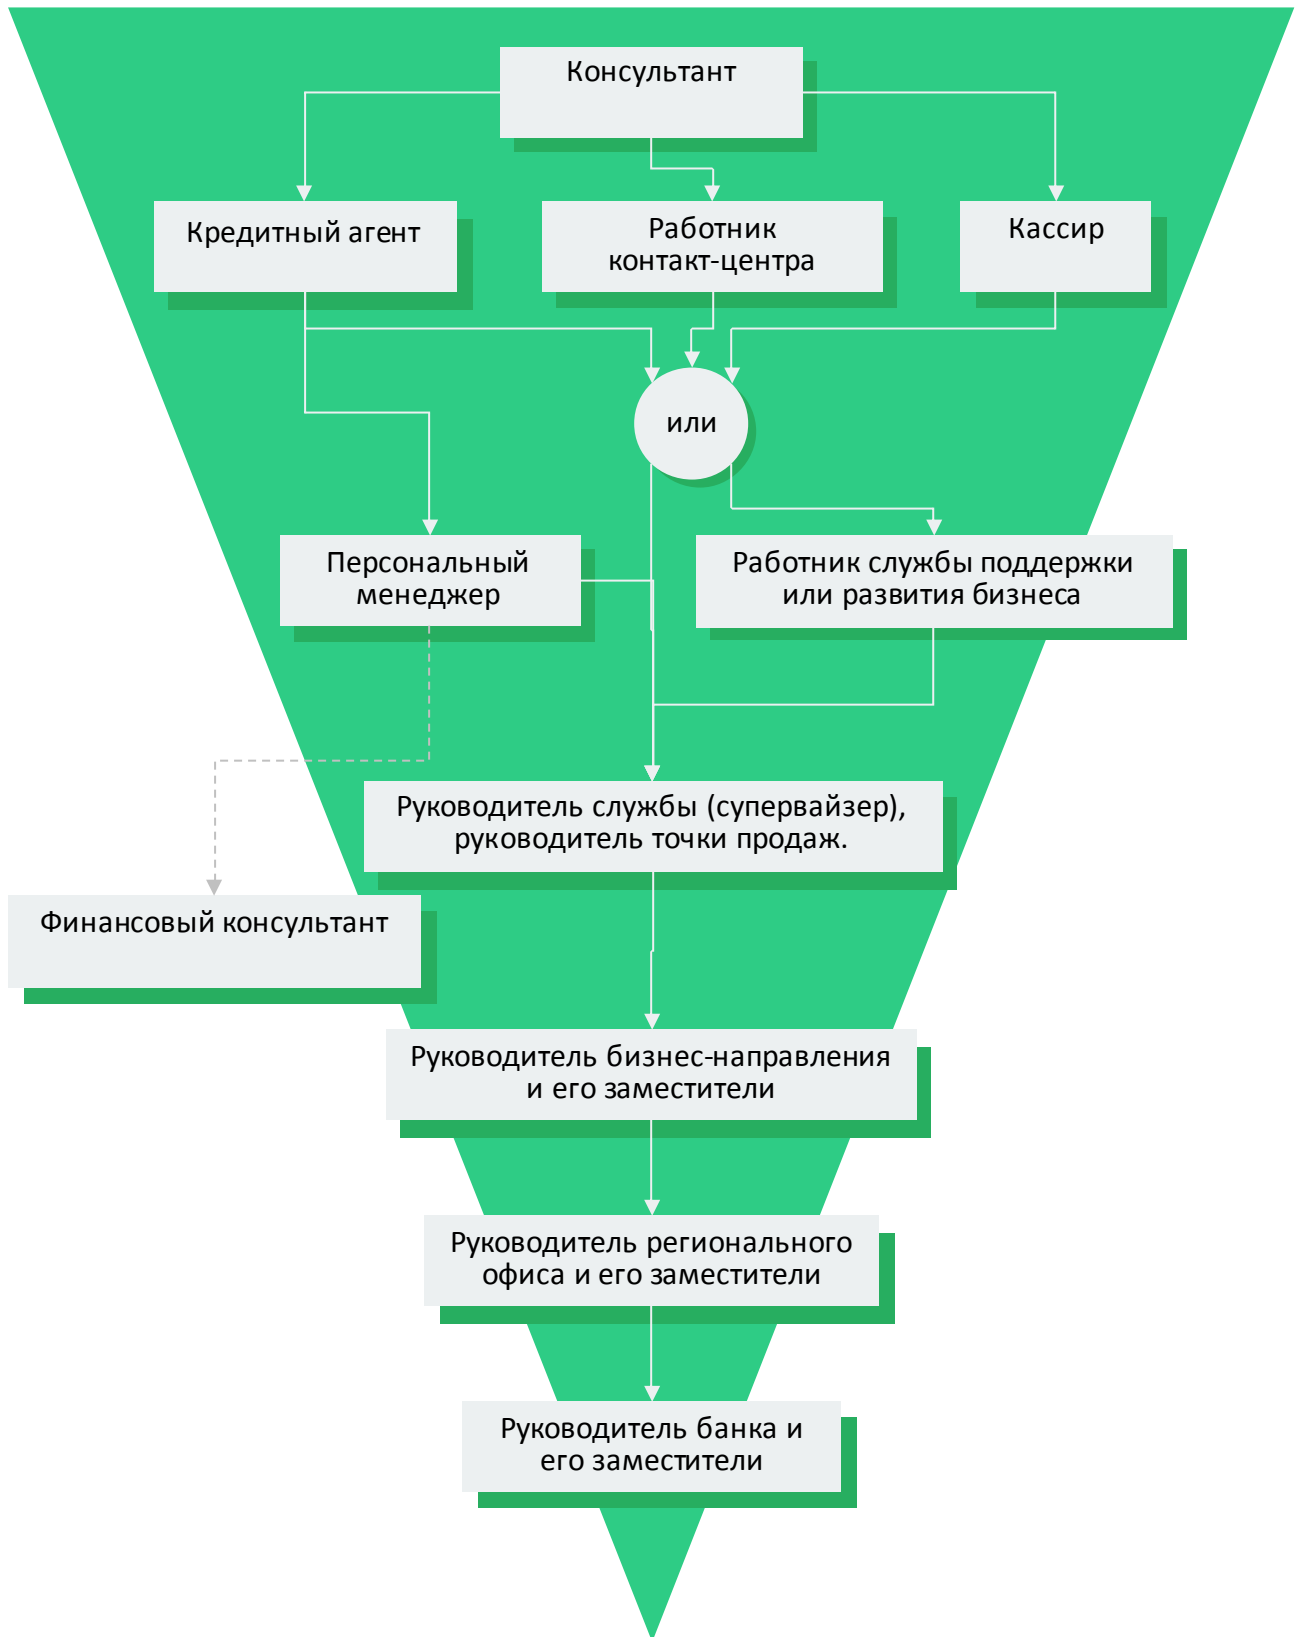 Консультант
Кредитный агент
Работник
контакт-центра
Кассир
или
Персональный
менеджер
Работник службы поддержки
или развития бизнеса
Руководитель службы (супервайзер),
руководитель точки продаж.
Финансовый консультант
Руководитель бизнес-направления
и его заместители
Руководитель регионального
офиса и его заместители
Руководитель банка и
его заместители